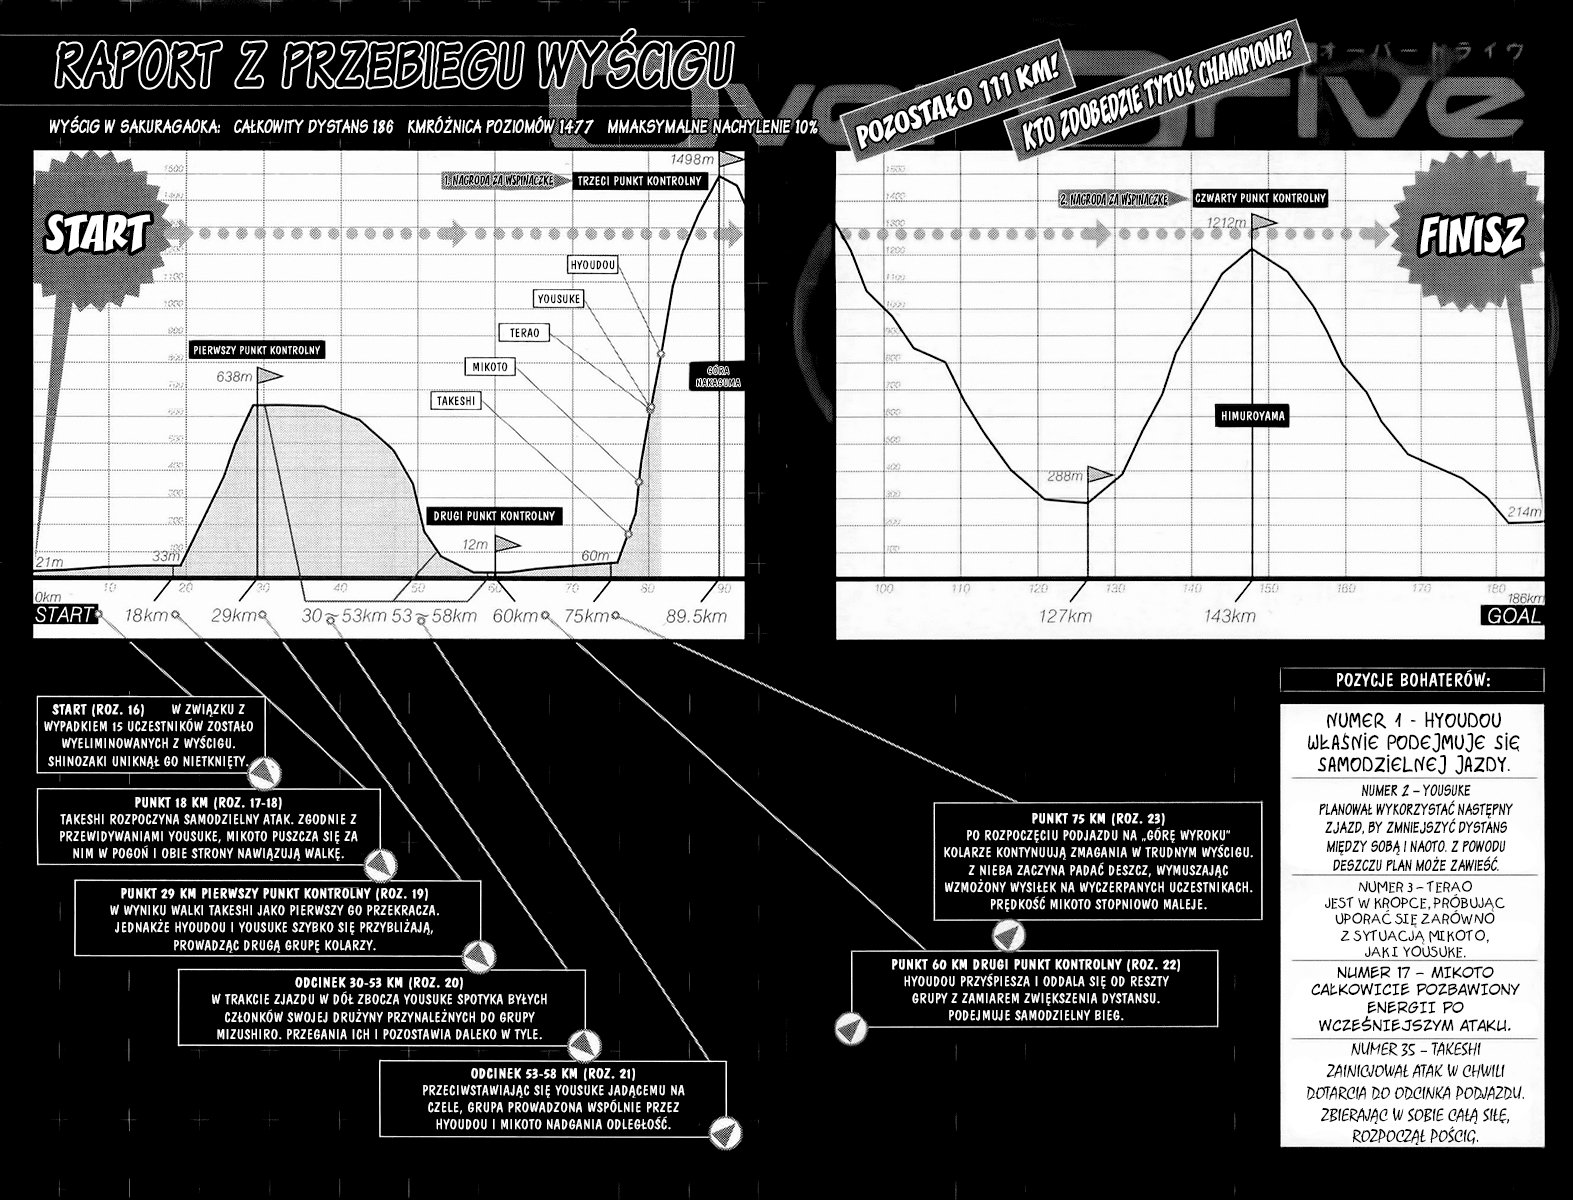 RAPORT Z PRZEBIEGU WYŚCIGU
オーバードライヴ
Over Drive
POZOSTAŁO 111 KM!
KTO ZDOBĘDZIE TYTUŁ CHAMPIONA?
WYŚCIG W SAKURAGAOKA: CAŁKOWITY DYSTANS 186 KMRÓŻNICA POZIOMÓW 1477 MMAKSYMALNE NACHYLENIE 10%
START
1. NAGRODA ZA WSPINACZKĘ
TRZECI PUNKT KONTROLNY
1498m
HYOUDOU
YOUSUKE
TERAO
MIKOTO
TAKESHI
PIERWSZY PUNKT KONTROLNY
638m
GÓRA
NAKAGUMA
DRUGI PUNKT KONTROLNY
12m
60m
33m
21m
10 20 30 40 50 60 70 80 90
0km
START 18km 29km 30~53km 53~58km 60km 75km 89.5km
2. NAGRODA ZA WSPINACZKĘ
CZWARTY PUNKT KONTROLNY
1212m
FINISZ
HIMUROYAMA
288m
214m
100 110 120 130 140 150 160 170 180
186km
127km 143km GOAL
START (ROZ. 16) W ZWIĄZKU Z
WYPADKIEM 15 UCZESTNIKÓW ZOSTAŁO
WYELIMINOWANYCH Z WYŚCIGU.
SHINOZAKI UNIKNĄŁ GO NIETKNIĘTY.
PUNKT 18 KM (ROZ. 17-18)
TAKESHI ROZPOCZYNA SAMODZIELNY ATAK. ZGODNIE Z
PRZEWIDYWANIAMI YOUSUKE, MIKOTO PUSZCZA SIĘ ZA
NIM W POGOŃ I OBIE STRONY NAWIĄZUJĄ WALKĘ.
PUNKT 29 KM PIERWSZY PUNKT KONTROLNY (ROZ. 19)
W WYNIKU WALKI TAKESHI JAKO PIERWSZY GO PRZEKRACZA.
JEDNAKŻE HYOUDOU I YOUSUKE SZYBKO SIĘ PRZYBLIŻAJĄ,
PROWADZĄC DRUGĄ GRUPĘ KOLARZY.
ODCINEK 30-53 KM (ROZ. 20)
W TRAKCIE ZJAZDU W DÓŁ ZBOCZA YOUSUKE SPOTYKA BYŁYCH
CZŁONKÓW SWOJEJ DRUŻYNY PRZYNALEŻNYCH DO GRUPY
MIZUSHIRO. PRZEGANIA ICH I POZOSTAWIA DALEKO W TYLE.
ODCINEK 53-58 KM (ROZ. 21)
PRZECIWSTAWIAJĄC SIĘ YOUSUKE JADĄCEMU NA
CZELE, GRUPA PROWADZONA WSPÓLNIE PRZEZ
HYOUDOU I MIKOTO NADGANIA ODLEGŁOŚĆ.
PUNKT 75 KM (ROZ. 23)
PO ROZPOCZĘCIU PODJAZDU NA „GÓRĘ WYROKU"
KOLARZE KONTYNUUJĄ ZMAGANIA W TRUDNYM WYŚCIGU.
Z NIEBA ZACZYNA PADAĆ DESZCZ, WYMUSZAJĄC
WZMOŻONY WYSIŁEK NA WYCZERPANYCH UCZESTNIKACH.
PRĘDKOŚĆ MIKOTO STOPNIOWO MALEJE.
PUNKT 60 KM DRUGI PUNKT KONTROLNY (ROZ. 22)
HYOUDOU PRZYŚPIESZA I ODDALA SIĘ OD RESZTY
GRUPY Z ZAMIAREM ZWIĘKSZENIA DYSTANSU.
PODEJMUJE SAMODZIELNY BIEG.
POZYCJE BOHATERÓW:
NUMER 1 - HYOUDOU
WŁAŚNIE PODEJMUJE SIĘ
SAMODZIELNEJ JAZDY.
NUMER 2 – YOUSUKE
PLANOWAŁ WYKORZYSTAĆ NASTĘPNY
ZJAZD, BY ZMNIEJSZYĆ DYSTANS
MIĘDZY SOBĄ I NAOTO. Z POWODU
DESZCZU PLAN MOŻE ZAWIEŚĆ.
NUMER 3 – TERAO
JEST W KROPCE, PRÓBUJĄC
UPORAĆ SIĘ ZARÓWNO
Z SYTUACJĄ MIKOTO,
JAK I YOUSUKE.
NUMER 17 – MIKOTO
CAŁKOWICIE POZBAWIONY
ENERGII PO
WCZEŚNIEJSZYM ATAKU.
NUMER 35 – TAKESHI
ZAINICJOWAŁ ATAK W CHWILI
DOTARCIA DO ODCINKA PODJAZDU.
ZBIERAJĄC W SOBIE CAŁĄ SIŁĘ,
ROZPOCZĄŁ POŚCIG.